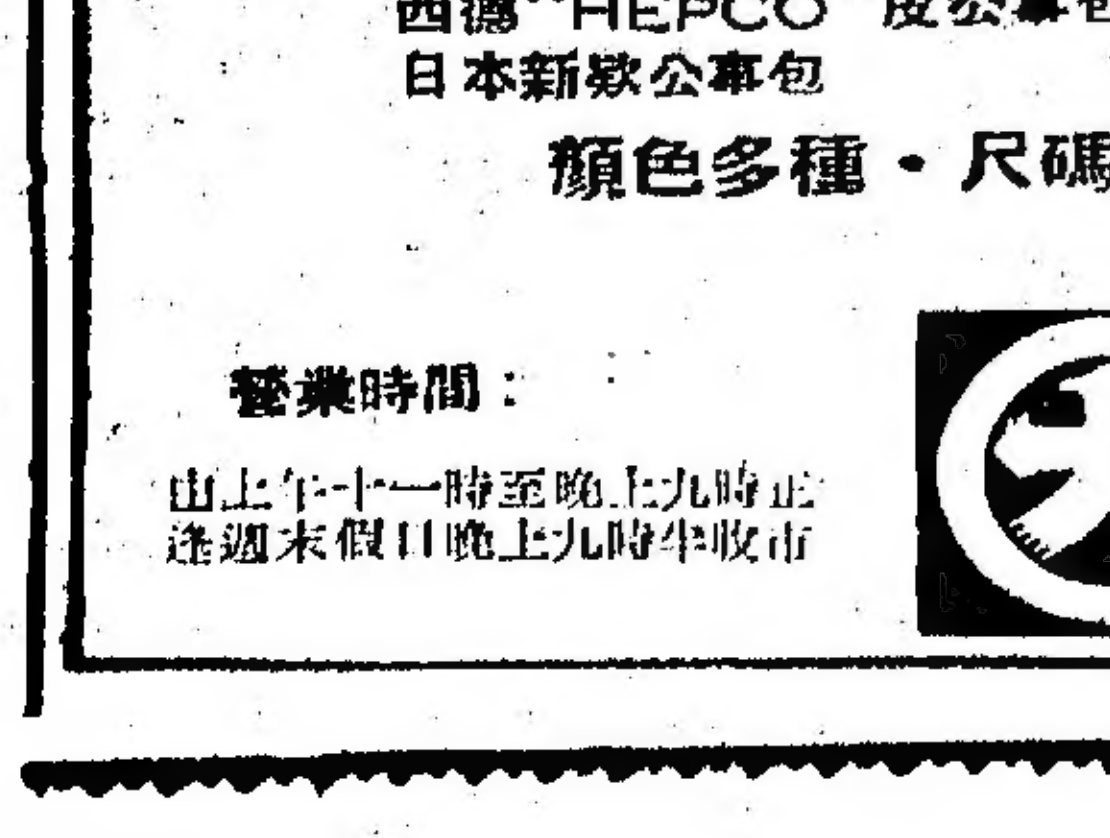 西德"HEPCO"皮公事包
日本新欵公事包
顏色多種・尺碼
營業時間：
由上午十一時至晚上九時正
逢週末假日晚上九時半收市